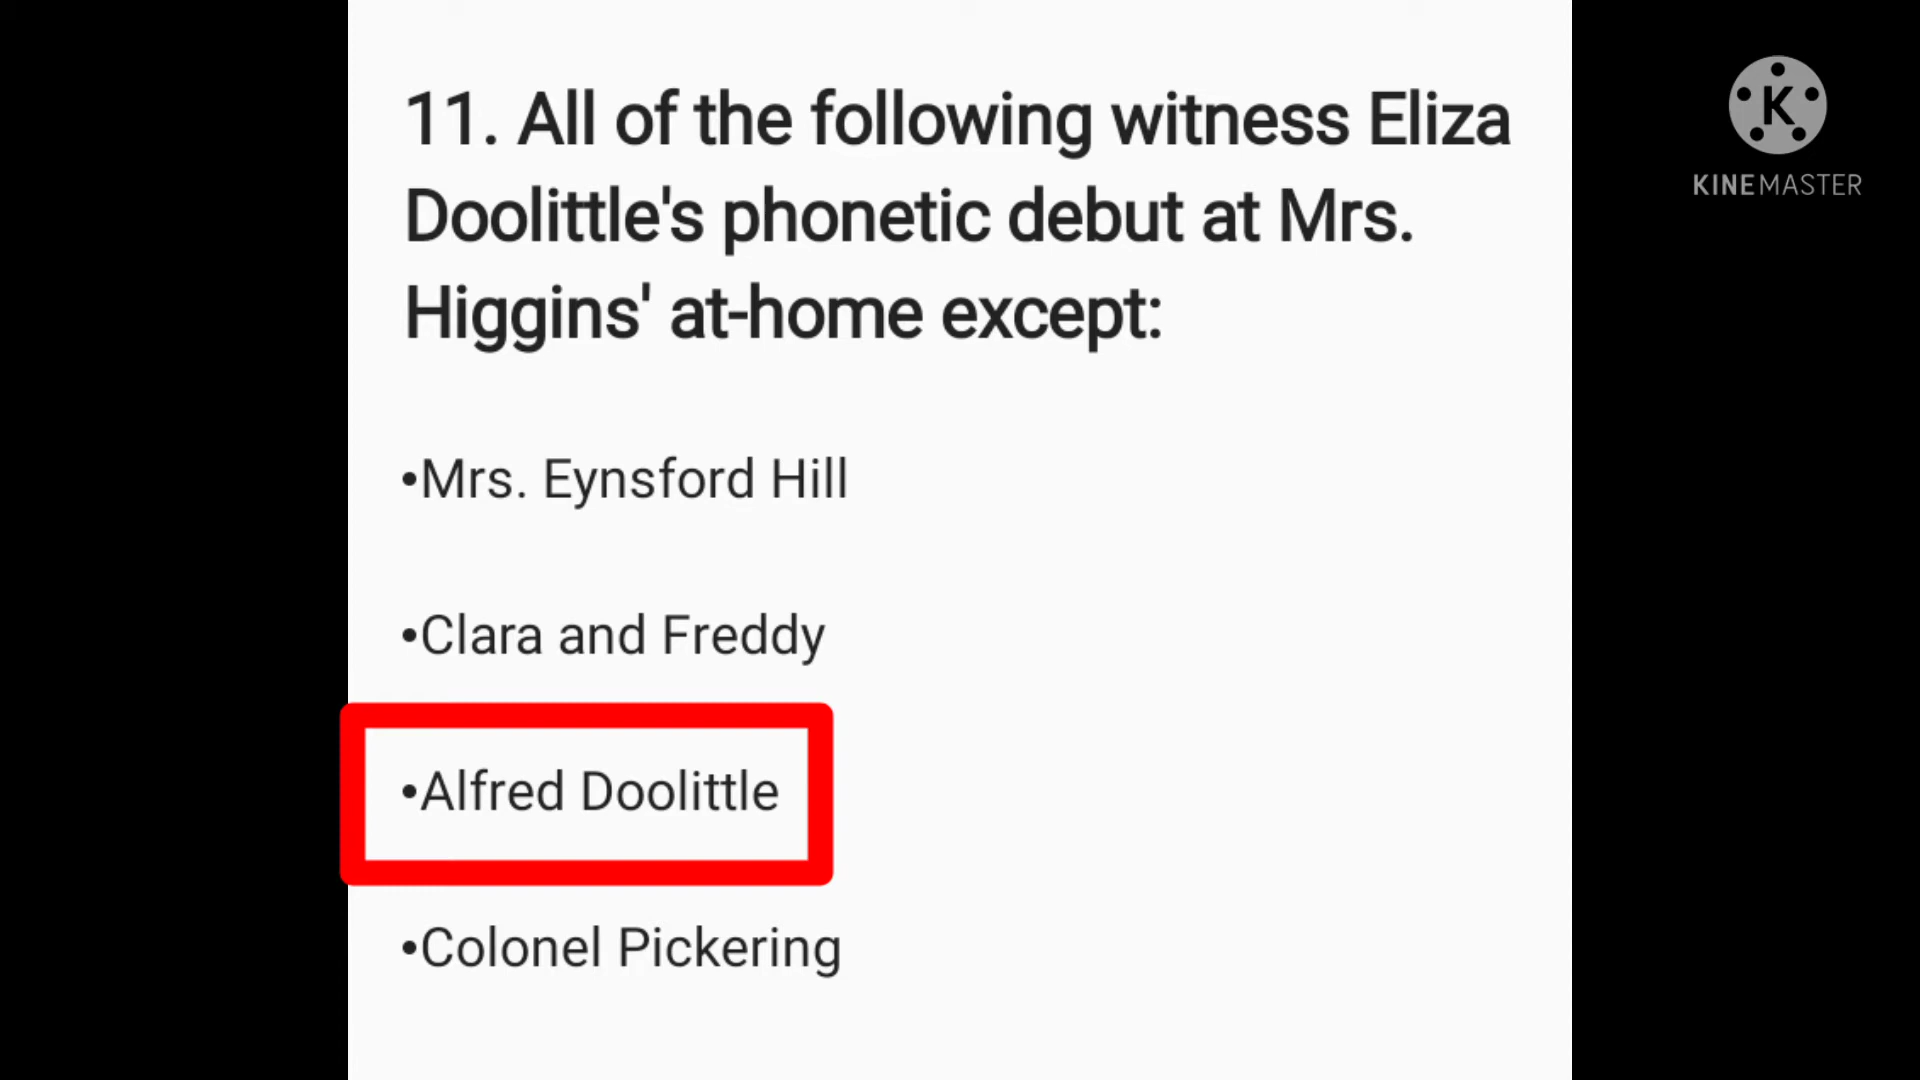 11. All of the following witness Eliza
Doolittle's phonetic debut at Mrs.
Higgins' at-home except:
•Mrs. Eynsford Hill
•Clara and Freddy
•Alfred Doolittle
•Colonel Pickering
K
KINEMASTER